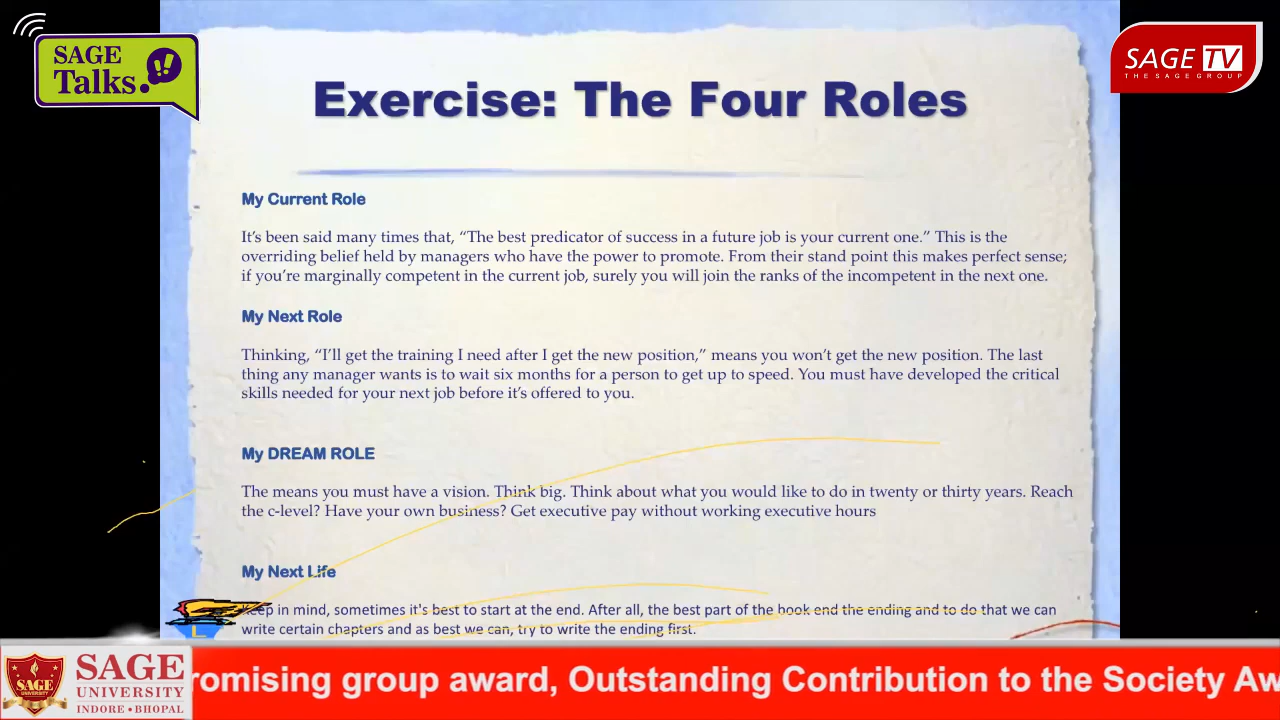 SAGE
Talks.
SAGE TV
THE SAGE GROUP
Exercise: The Four Roles
My Current Role
It's been said many times that, “The best predicator of success in a future job is your current one.” This is the
overriding belief held by managers who have the power to promote. From their stand point this makes perfect sense;
if you're marginally competent in the current job, surely you will join the ranks of the incompetent in the next one.
My Next Role
Thinking, “I'll get the training I need after I get the new position,” means you won't get the new position. The last
thing any manager wants is to wait six months for a person to get up to speed. You must have developed the critical
skills needed for your next job before it's offered to you.
My DREAM ROLE
The means you must have a vision. Think big. Think about what you would like to do in twenty or thirty years. Reach
the c-level? Have your own business? Get executive pay without working executive hours
My Next Life
Keep in mind, sometimes it's best to start at the end. After all, the best part of the book end the ending and to do that we can
write certain chapters and as best we can, try to write the ending first.
SAGE
UNIVERSITY
SAGE
UNIVERSITY
INDORE • BHOPAL
romising group award, Outstanding Contribution to the Society Aw